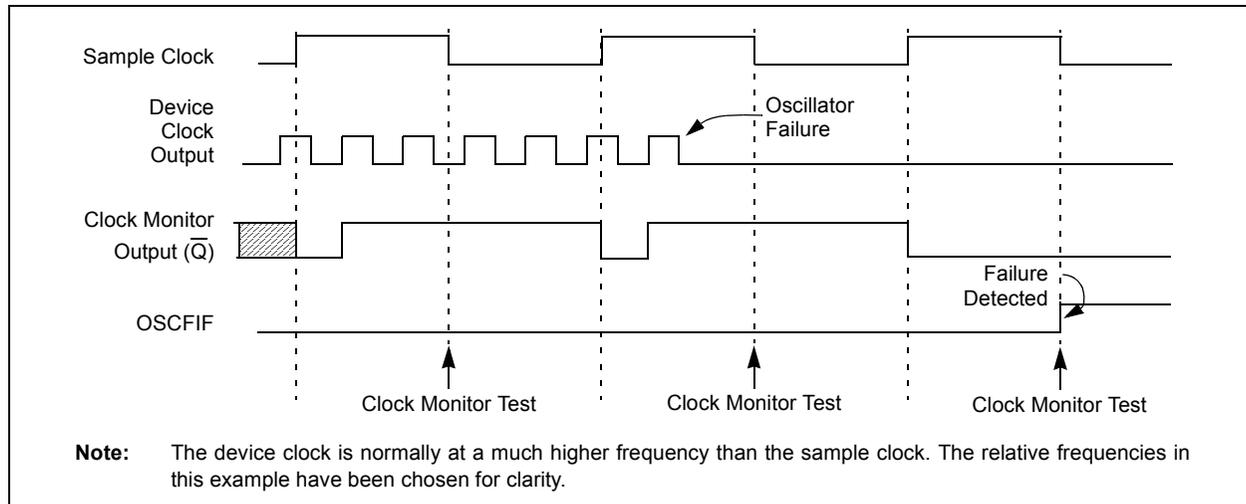 Sample Clock
Device
Clock
Output
Oscillator
Failure
Clock Monitor
Output (Q̅)
Failure
Detected
OSCFIF
Clock Monitor Test
Clock Monitor Test
Clock Monitor Test
Note: The device clock is normally at a much higher frequency than the sample clock. The relative frequencies in
this example have been chosen for clarity.